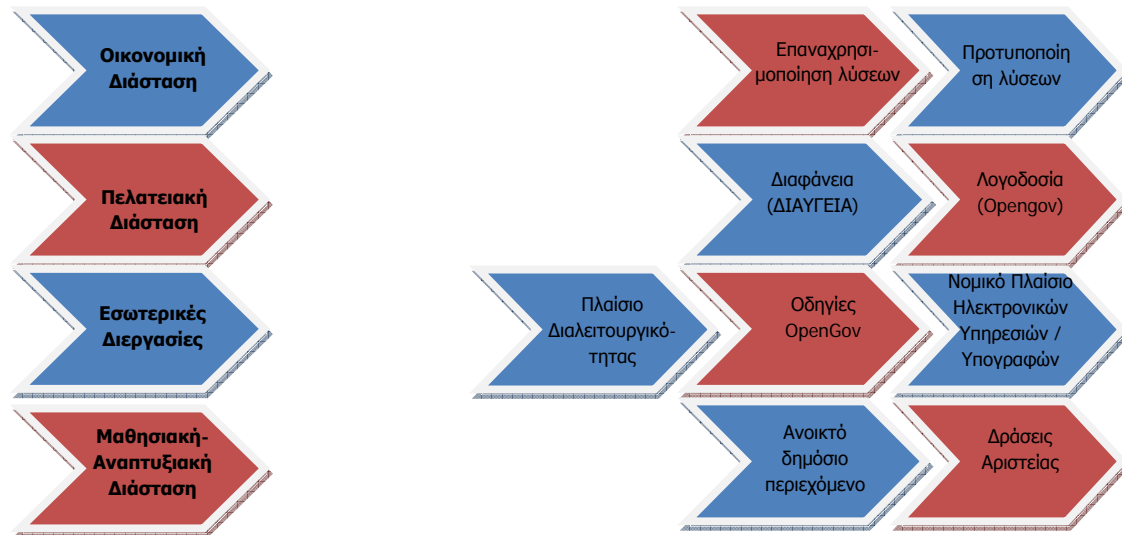 Οικονομική
Διάσταση
Επαναχρησι-
μοποίηση λύσεων
Προτυποποίη
ση λύσεων
Πελατειακή
Διάσταση
Διαφάνεια
(ΔΙΑΥΓΕΙΑ)
Λογοδοσία
(Opengov)
Εσωτερικές
Διεργασίες
Πλαίσιο
Διαλειτουργικό-
τητας
Οδηγίες
OpenGov
Νομικό Πλαίσιο
Ηλεκτρονικών
Υπηρεσιών /
Υπογραφών
Μαθησιακή-
Αναπτυξιακή
Διάσταση
Ανοικτό
δημόσιο
περιεχόμενο
Δράσεις
Αριστείας